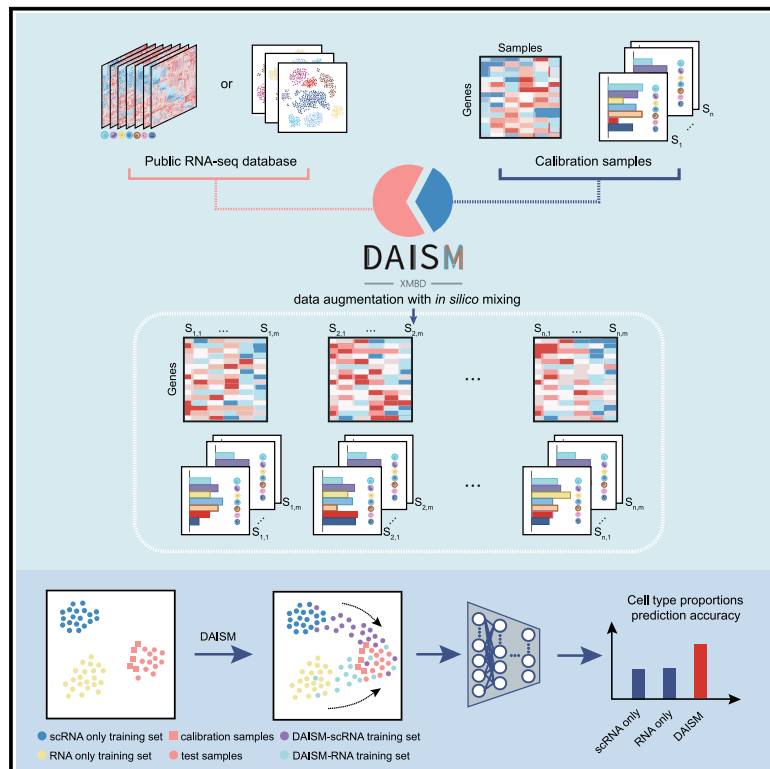 Samples
or
Genes
S1
Sn
...
Public RNA-seq database
Calibration samples
DAISM
XMBD
data augmentation with in silico mixing
S1,1 ... S1,m
S2,1 ... S2,m
Sn,1 ... Sn,m
Genes
...
S1,m
S1,1
...
S2,m
S2,1
...
...
Sn,m
Sn,1
...
DAISM
Cell type proportions
prediction accuracy
scRNA only
RNA only
DAISM
scRNA only training set
calibration samples
DAISM-scRNA training set
RNA only training set
test samples
DAISM-RNA training set